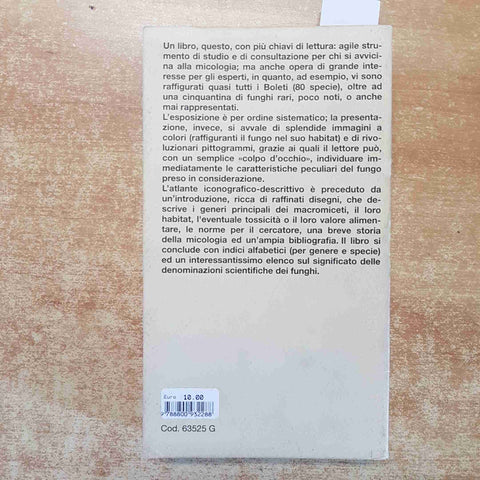 Un libro, questo, con più chiavi di lettura: agile stru-
mento di studio e di consultazione per chi si avvici-
na alla micologia; ma anche opera di grande inte-
resse per gli esperti, in quanto, ad esempio, vi sono
raffigurati quasi tutti i Boleti (80 specie), oltre ad
una cinquantina di funghi rari, poco noti, o anche
mai rappresentati.
L'esposizione è per ordine sistematico; la presenta-
zione, invece, si avvale di splendide immagini a
colori (raffiguranti il fungo nel suo habitat) e di rivo-
luzionari pittogrammi, grazie ai quali il lettore può,
con un semplice «colpo d'occhio», individuare im-
mediatamente le caratteristiche peculiari del fungo
preso in considerazione.
L'atlante iconografico-descrittivo è preceduto da
un'introduzione, ricca di raffinati disegni, che de-
scrive i generi principali dei macromiceti, il loro
habitat, l'eventuale tossicità o il loro valore alimen-
tare, le norme per il cercatore, una breve storia
della micologia ed un'ampia bibliografia. Il libro si
conclude con indici alfabetici (per genere e specie)
ed un interessantissimo elenco sul significato delle
denominazioni scientifiche dei funghi.
Euro 10.00
9788800932288
Cod. 63525 G